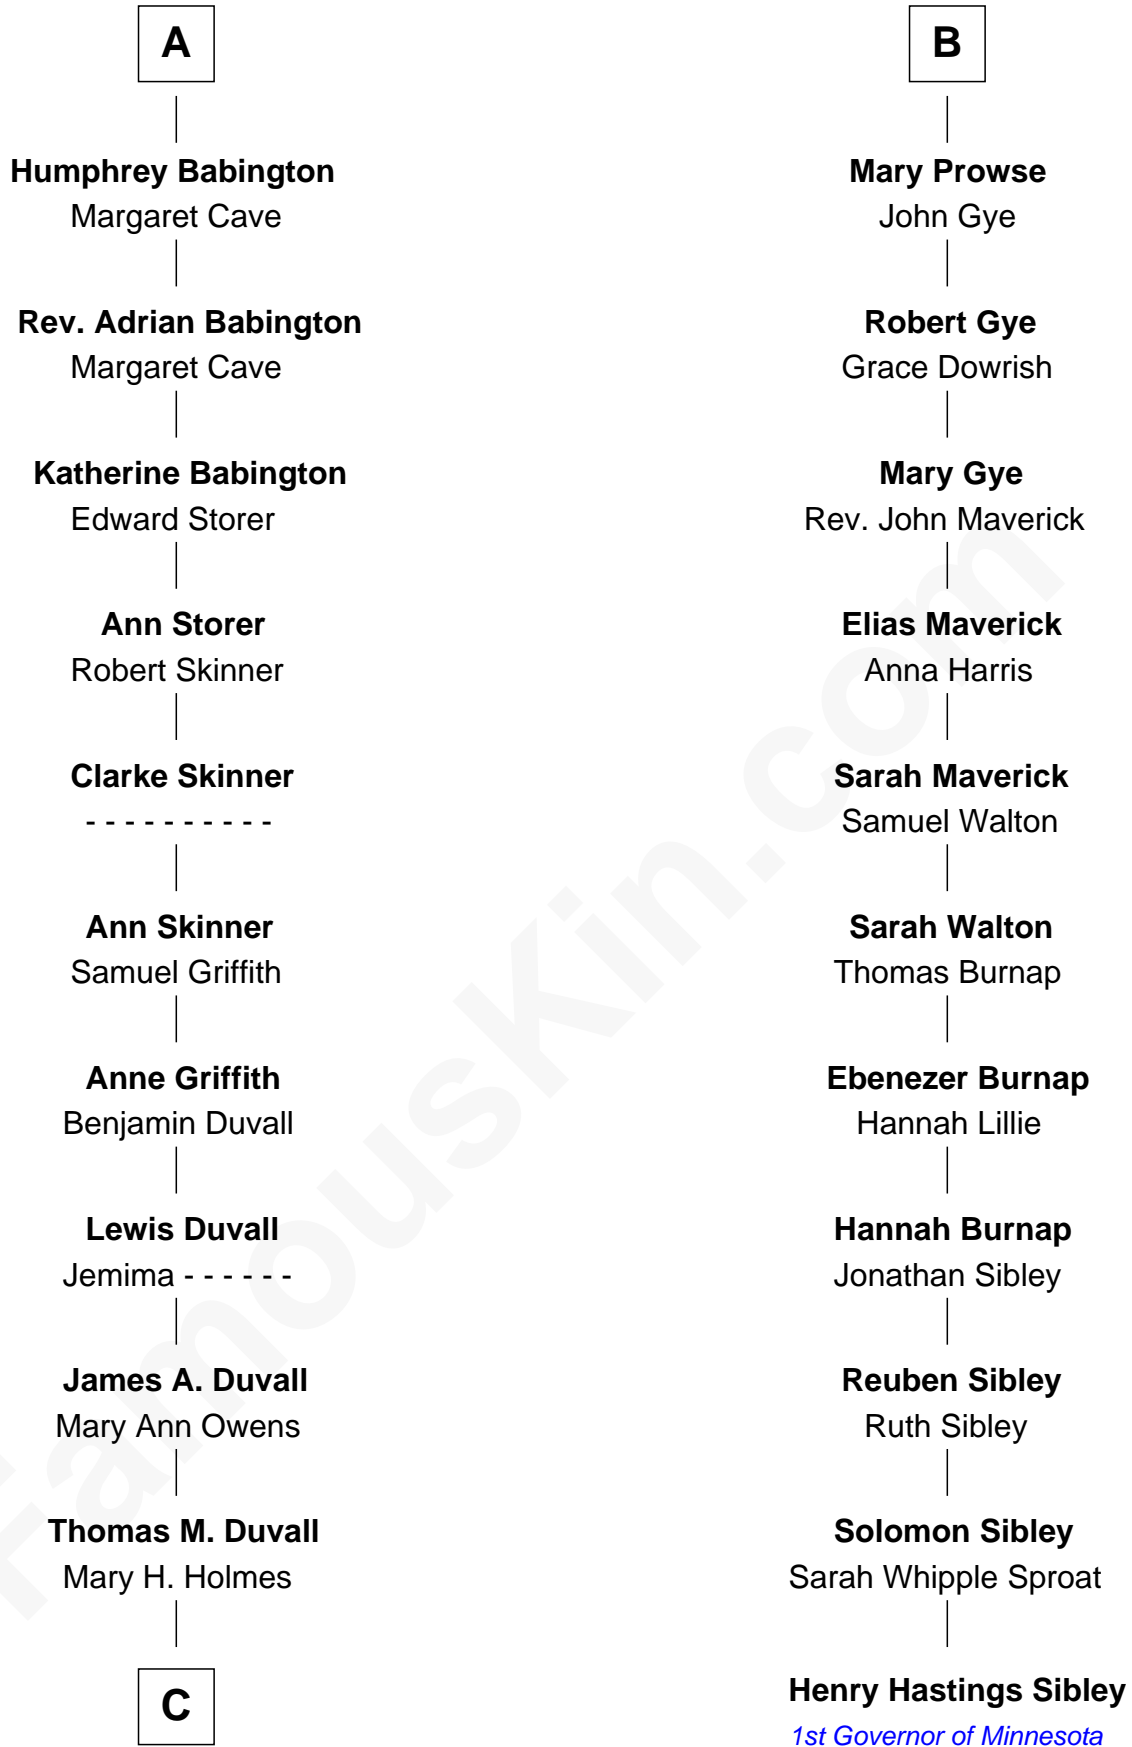 A
Humphrey Babington
Margaret Cave
Rev. Adrian Babington
Margaret Cave
Katherine Babington
Edward Storer
Ann Storer
Robert Skinner
Clarke Skinner
- - - - - - - - - -
Ann Skinner
Samuel Griffith
Anne Griffith
Benjamin Duvall
Lewis Duvall
Jemima - - - - - -
James A. Duvall
Mary Ann Owens
Thomas M. Duvall
Mary H. Holmes
C
B
Mary Prowse
John Gye
Robert Gye
Grace Dowrish
Mary Gye
Rev. John Maverick
Elias Maverick
Anna Harris
Sarah Maverick
Samuel Walton
Sarah Walton
Thomas Burnap
Ebenezer Burnap
Hannah Lillie
Hannah Burnap
Jonathan Sibley
Reuben Sibley
Ruth Sibley
Solomon Sibley
Sarah Whipple Sproat
Henry Hastings Sibley
1st Governor of Minnesota
FamousKin.com